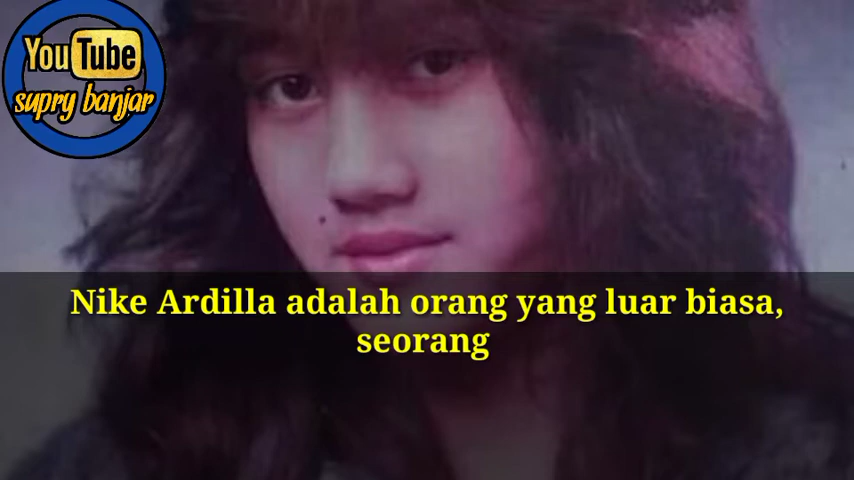 YouTube
supry banjar
Nike Ardilla adalah orang yang luar biasa,
seorang